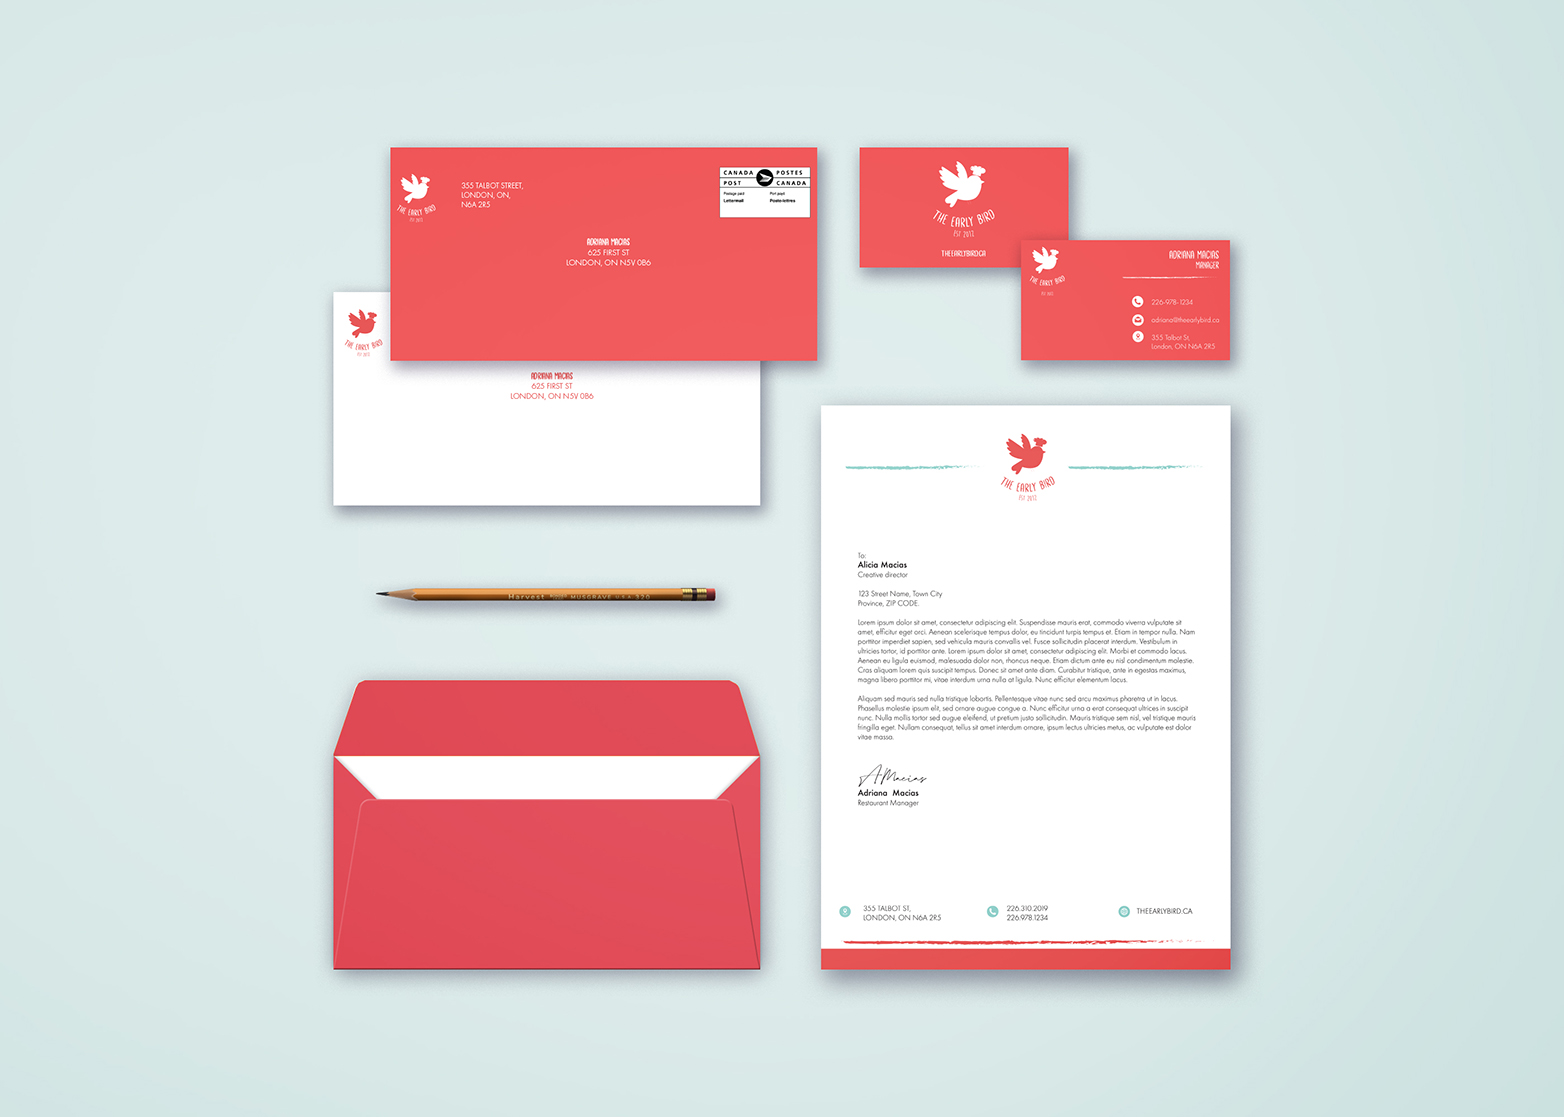 THE EARLY BIRD
EST 2012
355 TALBOT STREET,
LONDON, ON,
N6A 2R5
CANADA POSTES
POST CANADA
Postage paid Port payé
Lettermail Poste-lettres
ADRIANA MACIAS
625 FIRST ST
LONDON, ON N5V 0B6
THE EARLY BIRD
EST 2012
ADRIANA MACIAS
625 FIRST ST
LONDON, ON N5V 0B6
THE EARLY BIRD
EST 2012
THEEARLYBIRD.CA
THE EARLY BIRD
EST 2012
ADRIANA MACIAS
MANAGER
226-978-1234
adriana@theearlybird.ca
355 Talbot St.
London, ON N6A 2R5
Harvest MUSGRAVE U.S.A. 320
THE EARLY BIRD
EST 2012
To:
Alicia Macias
Creative director
123 Street Name, Town City
Province, ZIP CODE.
Lorem ipsum dolor sit amet, consectetur adipiscing elit. Suspendisse mauris erat, commodo viverra vulputate sit
amet, efficitur eget orci. Aenean scelerisque tempus dolor, eu tincidunt turpis tempus et. Etiam in tempor nulla. Nam
porttitor imperdiet sapien, sed vehicula mauris convallis vel. Fusce sollicitudin placerat interdum. Vestibulum in
ultricies tortor, id porttitor ante. Lorem ipsum dolor sit amet, consectetur adipiscing elit. Morbi et commodo lacus.
Aenean eu ligula euismod, malesuada dolor non, rhoncus neque. Etiam dictum ante eu nisl condimentum molestie.
Cras aliquam lorem quis suscipit tempus. Donec sit amet ante diam. Curabitur tristique, ante in egestas maximus,
magna libero porttitor mi, vitae interdum urna nulla at ligula. Nunc efficitur elementum lacus.
Aliquam sed mauris sed nulla tristique lobortis. Pellentesque vitae nunc sed arcu maximus pharetra ut in lacus.
Phasellus molestie ipsum elit, sed ornare augue congue a. Nunc efficitur urna a erat consequat ultrices in suscipit
nunc. Nulla mollis tortor sed augue eleifend, ut pretium justo sollicitudin. Mauris tristique sem nisl, vel tristique mauris
fringilla eget. Nullam consequat, tellus sit amet interdum ornare, ipsum lectus ultricies metus, ac vulputate est dolor
vitae massa.
A.Macias
Adriana Macias
Restaurant Manager
355 TALBOT ST,
LONDON, ON N6A 2R5
226.310.2019
226.978.1234
THEEARLYBIRD.CA